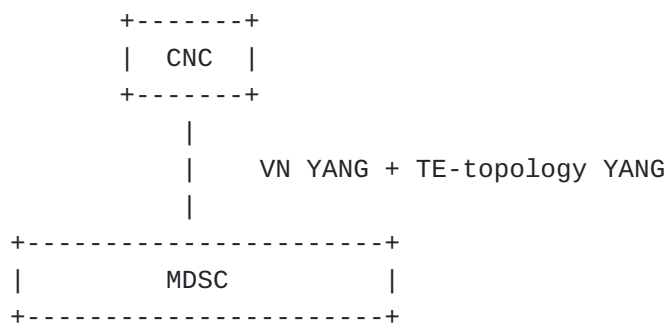 +-------+
|  CNC  |
+-------+
|
|    VN YANG + TE-topology YANG
|
+-----------------------+
|         MDSC          |
+-----------------------+